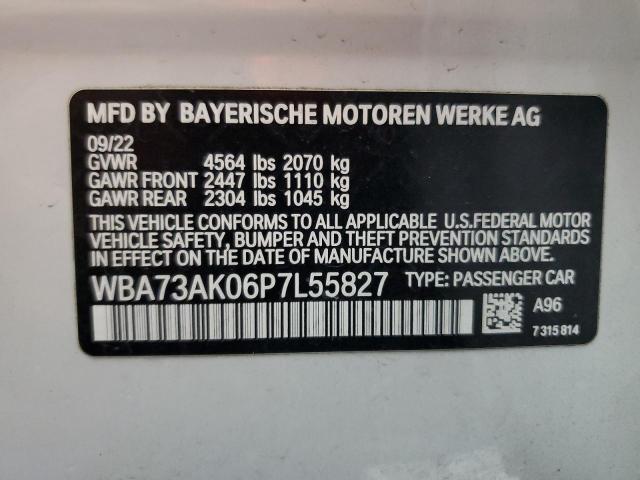 MFD BY BAYERISCHE MOTOREN WERKE AG
09/22
GVWR 4564 lbs 2070 kg
GAWR FRONT 2447 lbs 1110 kg
GAWR REAR 2304 lbs 1045 kg
THIS VEHICLE CONFORMS TO ALL APPLICABLE U.S.FEDERAL MOTOR
VEHICLE SAFETY, BUMPER AND THEFT PREVENTION STANDARDS
IN EFFECT ON THE DATE OF MANUFACTURE SHOWN ABOVE.
WBA73AK06P7L55827 TYPE: PASSENGER CAR
A96
7 315 814